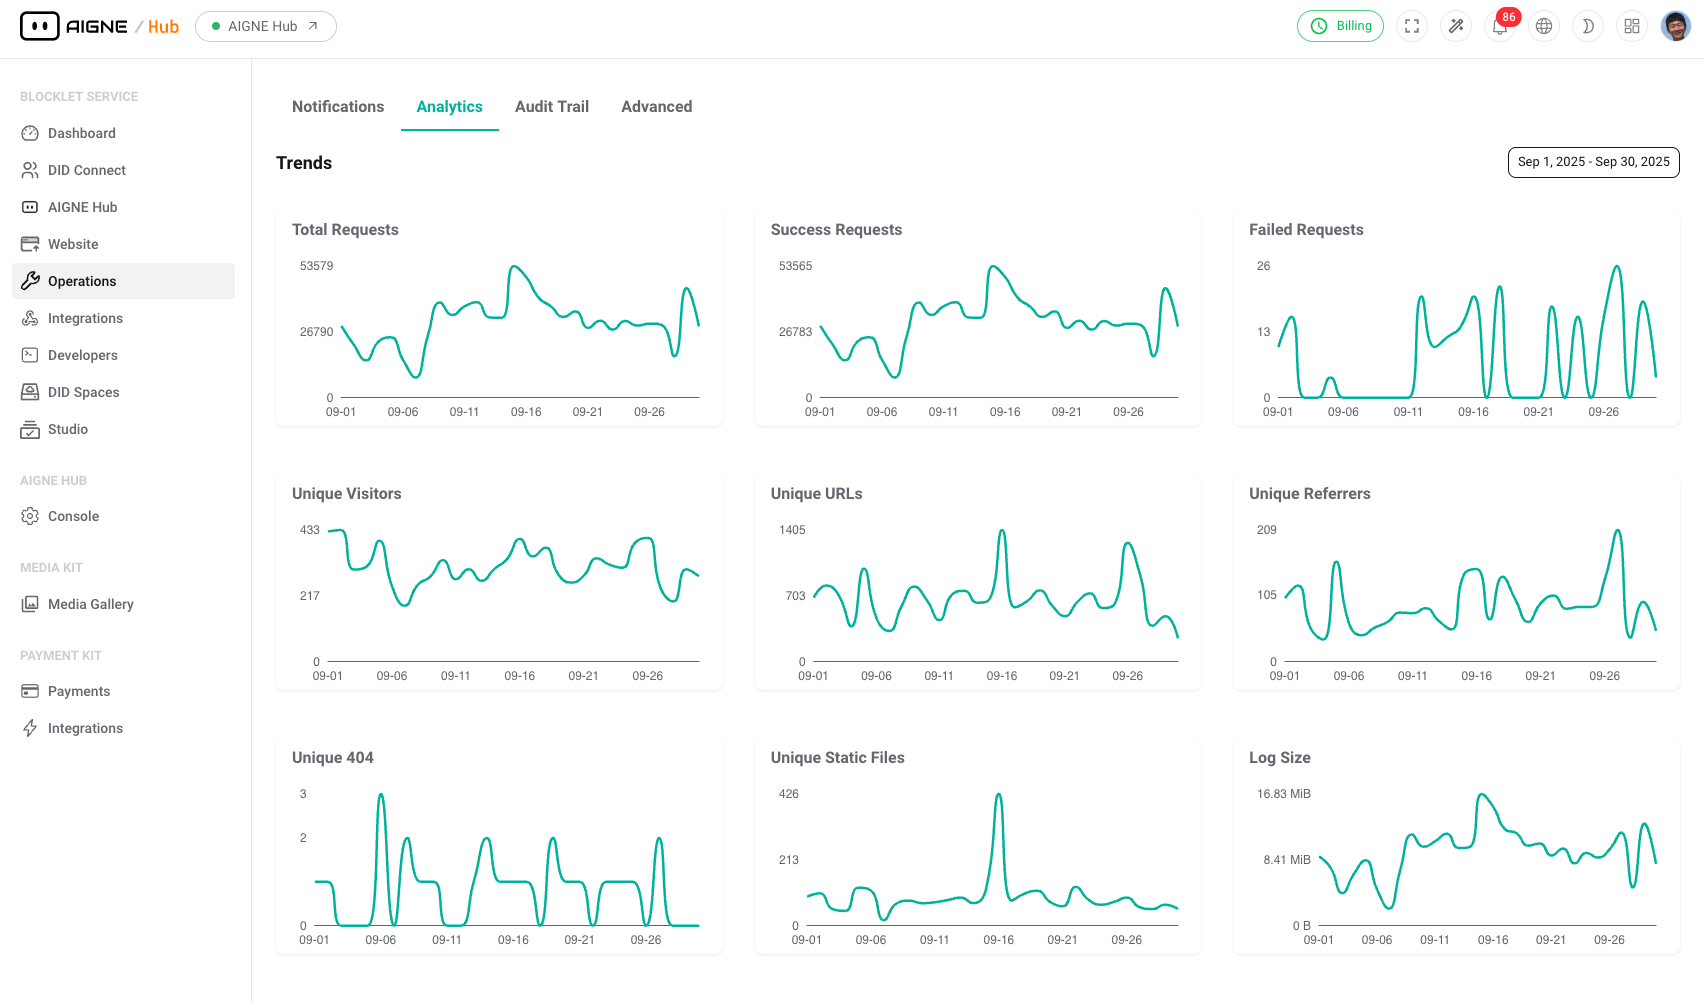 AIGNE / Hub
AIGNE Hub
Billing
86
BLOCKLET SERVICE
Dashboard
DID Connect
AIGNE Hub
Website
Operations
Integrations
Developers
DID Spaces
Studio
AIGNE HUB
Console
MEDIA KIT
Media Gallery
PAYMENT KIT
Payments
Integrations
Notifications
Analytics
Audit Trail
Advanced
Trends
Sep 1, 2025 - Sep 30, 2025
Total Requests
53579
26790
0
09-01 09-06 09-11 09-16 09-21 09-26
Success Requests
53565
26783
0
09-01 09-06 09-11 09-16 09-21 09-26
Failed Requests
26
13
0
09-01 09-06 09-11 09-16 09-21 09-26
Unique Visitors
433
217
0
09-01 09-06 09-11 09-16 09-21 09-26
Unique URLs
1405
703
0
09-01 09-06 09-11 09-16 09-21 09-26
Unique Referrers
209
105
0
09-01 09-06 09-11 09-16 09-21 09-26
Unique 404
3
2
0
09-01 09-06 09-11 09-16 09-21 09-26
Unique Static Files
426
213
0
09-01 09-06 09-11 09-16 09-21 09-26
Log Size
16.83 MiB
8.41 MiB
0 B
09-01 09-06 09-11 09-16 09-21 09-26